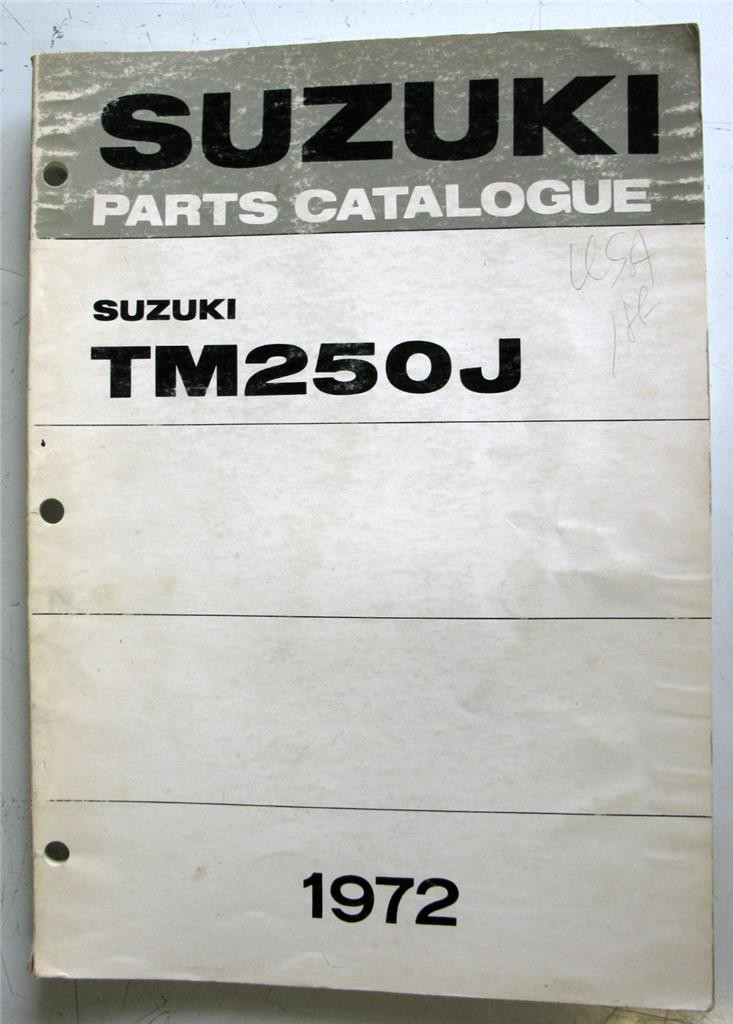 SUZUKI
PARTS CATALOGUE
USA
SUZUKI
TM250J
1972